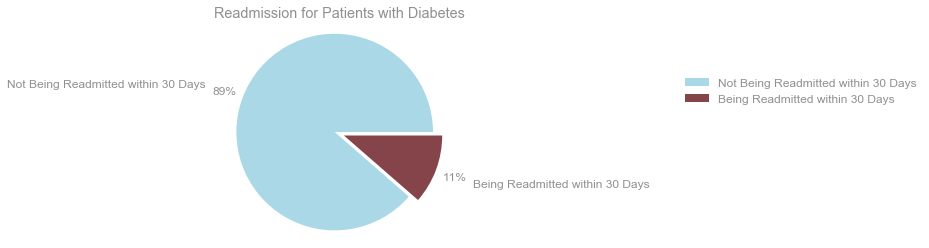 Readmission for Patients with Diabetes
Not Being Readmitted within 30 Days
89%
Not Being Readmitted within 30 Days
Being Readmitted within 30 Days
11%
Being Readmitted within 30 Days